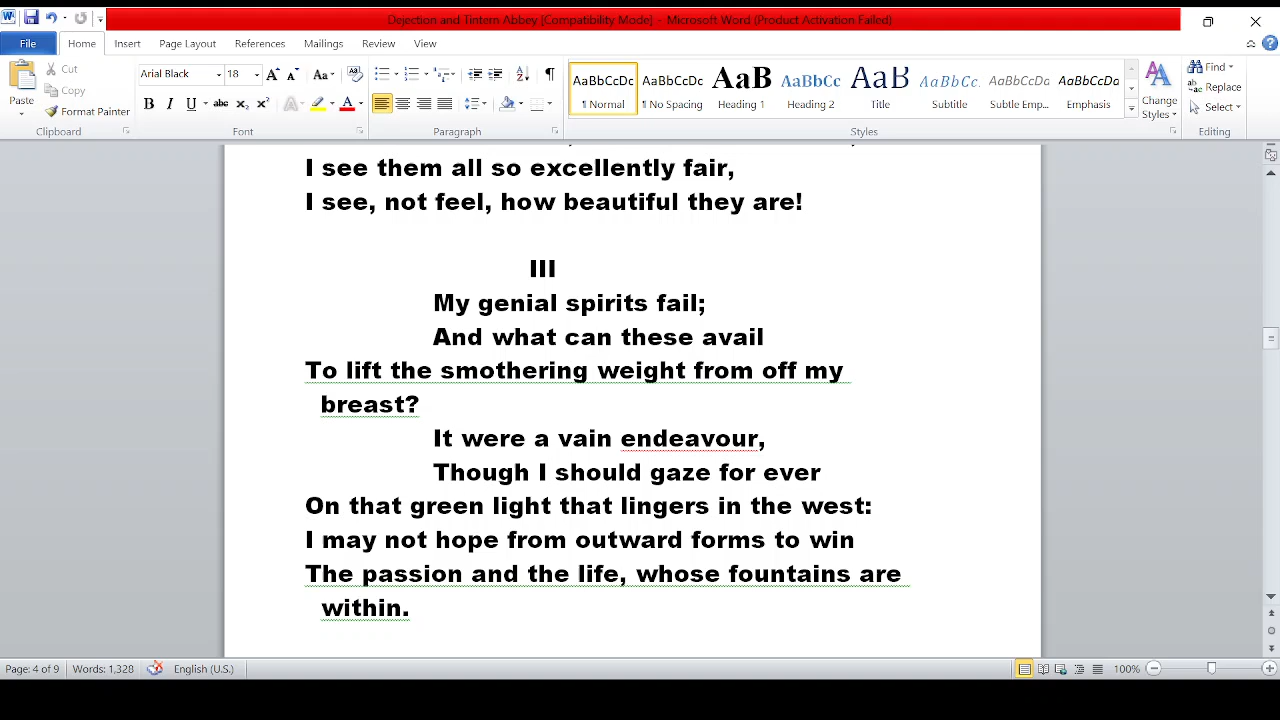 Dejection and Tintern Abbey [Compatibility Mode] - Microsoft Word (Product Activation Failed)
File Home Insert Page Layout References Mailings Review View
Paste
Cut
Copy
Format Painter
Clipboard
Arial Black 18
Font
Paragraph
AaBbCcDc AaBbCcDc AaB AaBbCc AaB AaBbCc. AaBbCcDc AaBbCcDc
¶ Normal ¶ No Spacing Heading 1 Heading 2 Title Subtitle Subtle Em... Emphasis
Change Styles
Styles
Find
Replace
Select
Editing
I see them all so excellently fair,
I see, not feel, how beautiful they are!
III
My genial spirits fail;
And what can these avail
To lift the smothering weight from off my
breast?
It were a vain endeavour,
Though I should gaze for ever
On that green light that lingers in the west:
I may not hope from outward forms to win
The passion and the life, whose fountains are
within.
Page: 4 of 9 Words: 1,328 English (U.S.) 100%